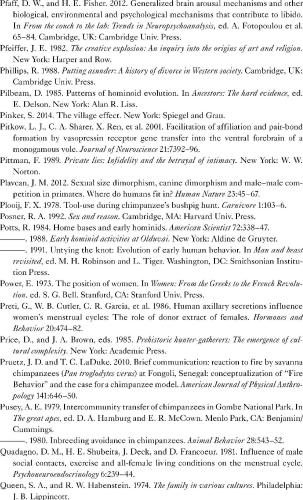 Pfaff, D. W., and H. E. Fisher. 2012. Generalized brain arousal mechanisms and other
biological, environmental and psychological mechanisms that contribute to libido.
In From the couch to the lab: Trends in Neuropsychoanalysis, ed. A. Fotopoulou et al.
65–84. Cambridge, UK: Cambridge Univ. Press.
Pfeiffer, J. E. 1982. The creative explosion: An inquiry into the origins of art and religion.
New York: Harper and Row.
Phillips, R. 1988. Putting asunder: A history of divorce in Western society. Cambridge, UK:
Cambridge Univ. Press.
Pilbeam, D. 1985. Patterns of hominoid evolution. In Ancestors: The hard evidence, ed.
E. Delson. New York: Alan R. Liss.
Pinker, S. 2014. The village effect. New York: Spiegel and Grau.
Pitkow, L. J., C. A. Sharer, X. Ren, et al. 2001. Facilitation of affiliation and pair-bond
formation by vasopressin receptor gene transfer into the ventral forebrain of a
monogamous vole. Journal of Neuroscience 21:7392–96.
Pittman, F. 1989. Private lies: Infidelity and the betrayal of intimacy. New York: W. W.
Norton.
Plavcan, J. M. 2012. Sexual size dimorphism, canine dimorphism and male–male com-
petition in primates. Where do humans fit in? Human Nature 23:45–67.
Plooij, F. X. 1978. Tool-use during chimpanzee's bushpig hunt. Carnivore 1:103–6.
Posner, R. A. 1992. Sex and reason. Cambridge, MA: Harvard Univ. Press.
Potts, R. 1984. Home bases and early hominids. American Scientist 72:338–47.
———. 1988. Early hominid activities at Olduvai. New York: Aldine de Gruyter.
———. 1991. Untying the knot: Evolution of early human behavior. In Man and beast
revisited, ed. M. H. Robinson and L. Tiger. Washington, DC: Smithsonian Institu-
tion Press.
Power, E. 1973. The position of women. In Women: From the Greeks to the French Revolu-
tion, ed. S. G. Bell. Stanford, CA: Stanford Univ. Press.
Preti, G., W. B. Cutler, C. R. Garcia, et al. 1986. Human axillary secretions influence
women's menstrual cycles: The role of donor extract of females. Hormones and
Behavior 20:474–82.
Price, D., and J. A. Brown, eds. 1985. Prehistoric hunter-gatherers: The emergence of cul-
tural complexity. New York: Academic Press.
Pruetz, J. D. and T. C. LaDuke, 2010. Brief communication: reaction to fire by savanna
chimpanzees (Pan troglodytes verus) at Fongoli, Senegal: conceptualization of "Fire
Behavior" and the case for a chimpanzee model. American Journal of Physical Anthro-
pology 141:646–50.
Pusey, A. E. 1979. Intercommunity transfer of chimpanzees in Gombe National Park. In
The great apes, ed. D. A. Hamburg and E. R. McCown. Menlo Park, CA: Benjamin/
Cummings.
———. 1980. Inbreeding avoidance in chimpanzees. Animal Behavior 28:543–52.
Quadagno, D. M., H. E. Shubeita, J. Deck, and D. Francoeur. 1981. Influence of male
social contacts, exercise and all-female living conditions on the menstrual cycle.
Psychoneuroendocrinology 6:239–44.
Queen, S. A., and R. W. Habenstein. 1974. The family in various cultures. Philadelphia:
J. B. Lippincott.